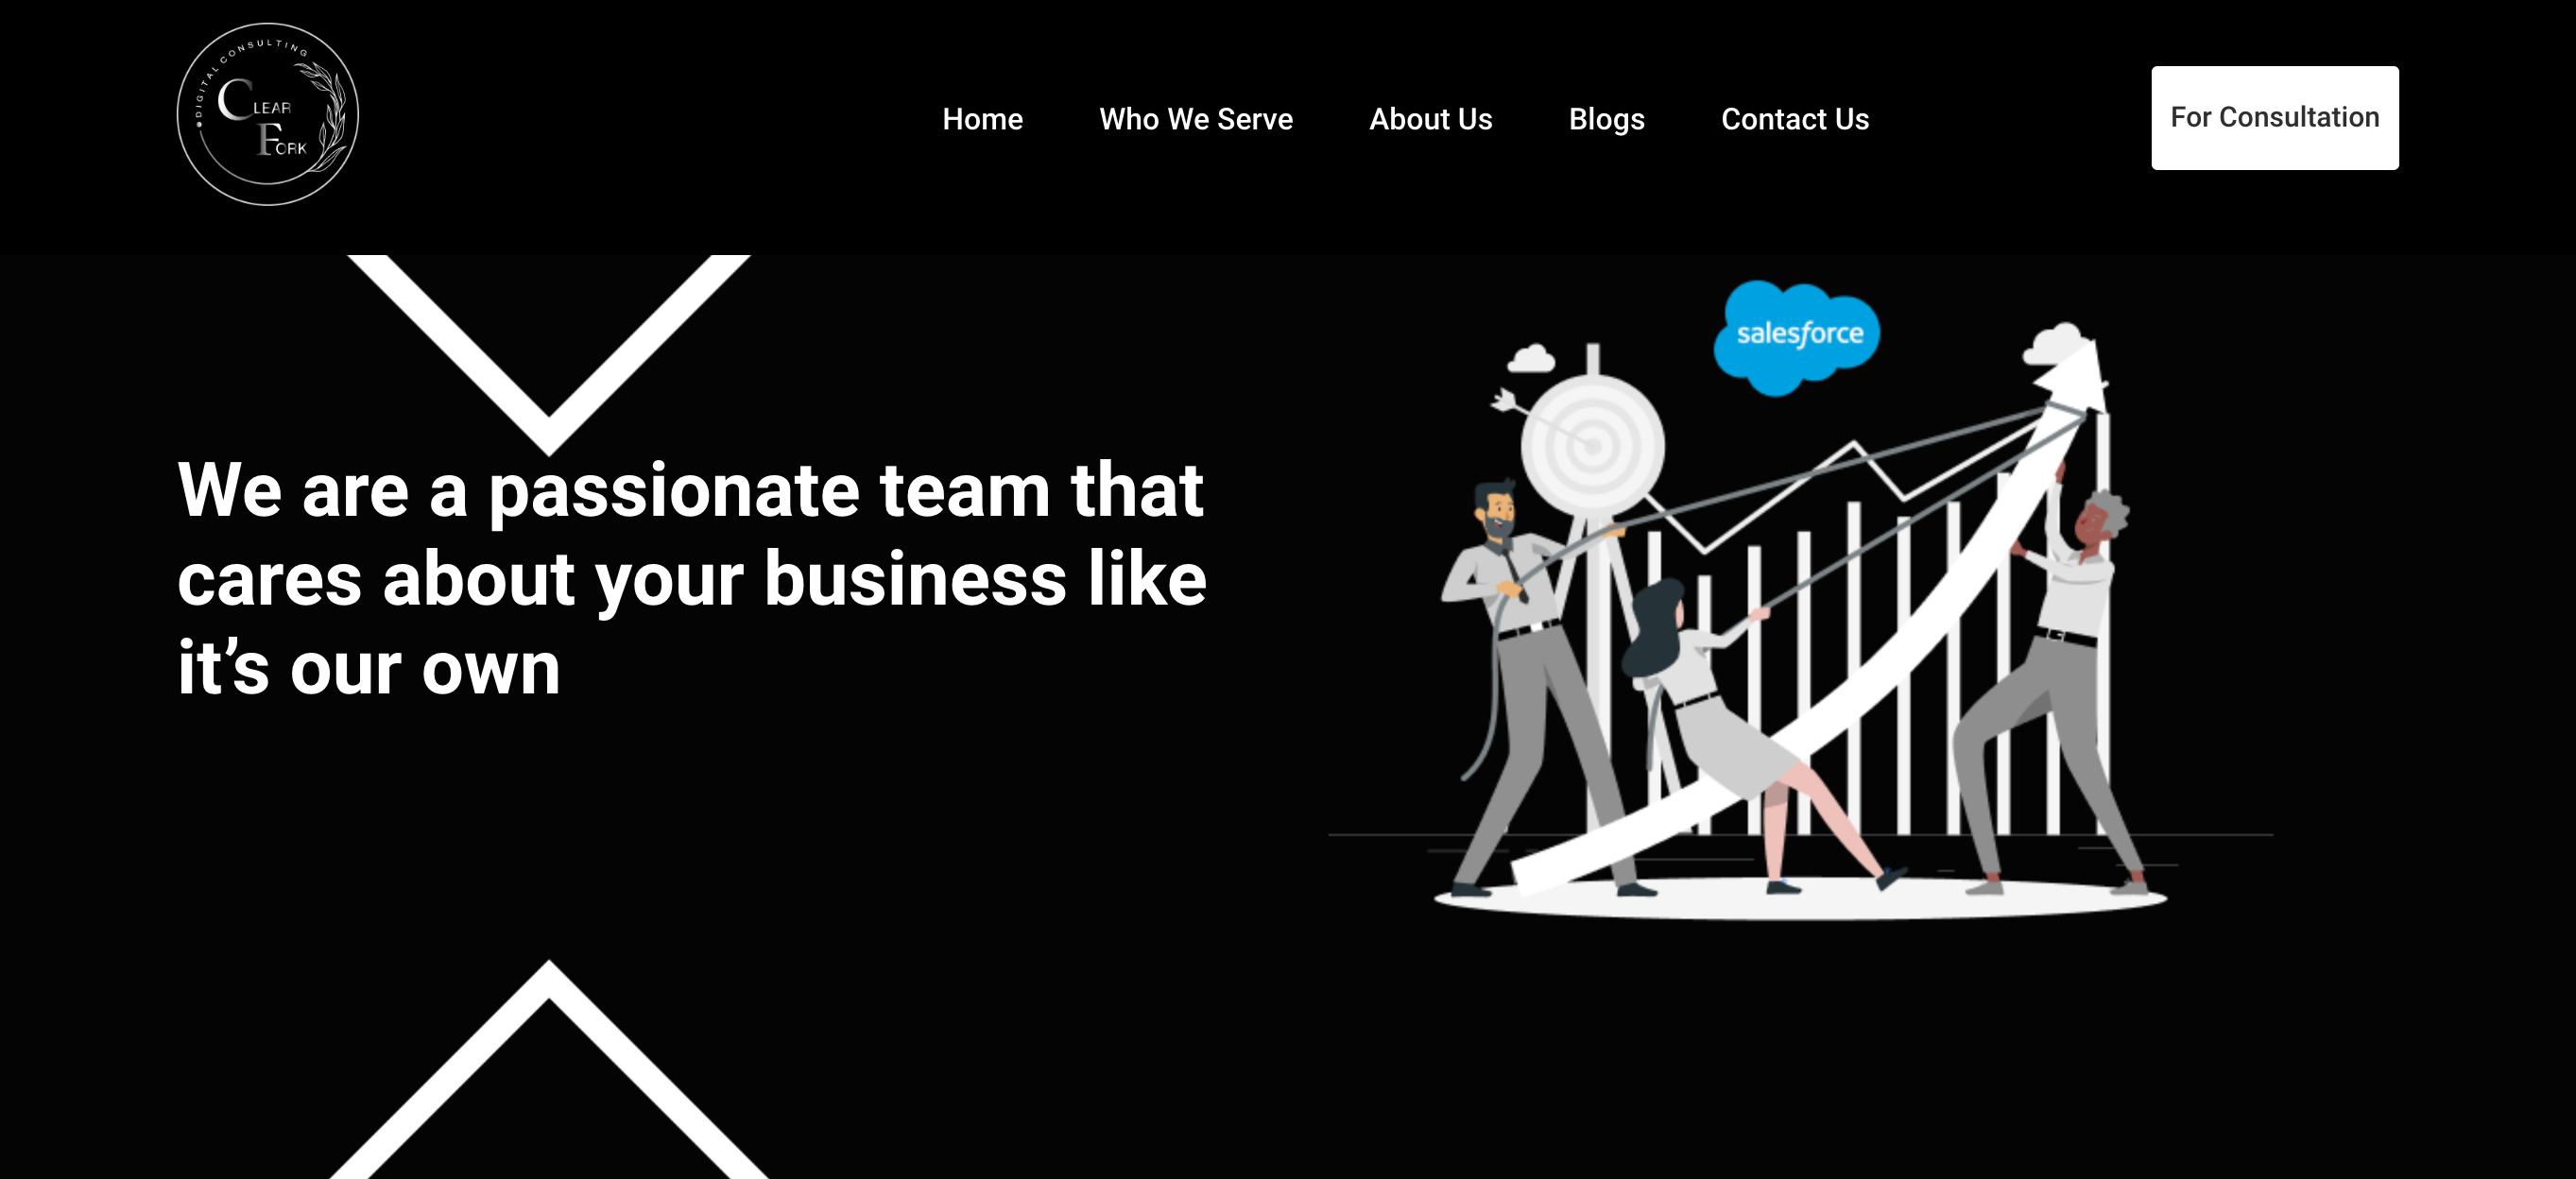 DIGITAL CONSULTING
CLEAR
FORK
Home Who We Serve About Us Blogs Contact Us
For Consultation
salesforce
We are a passionate team that
cares about your business like
it’s our own